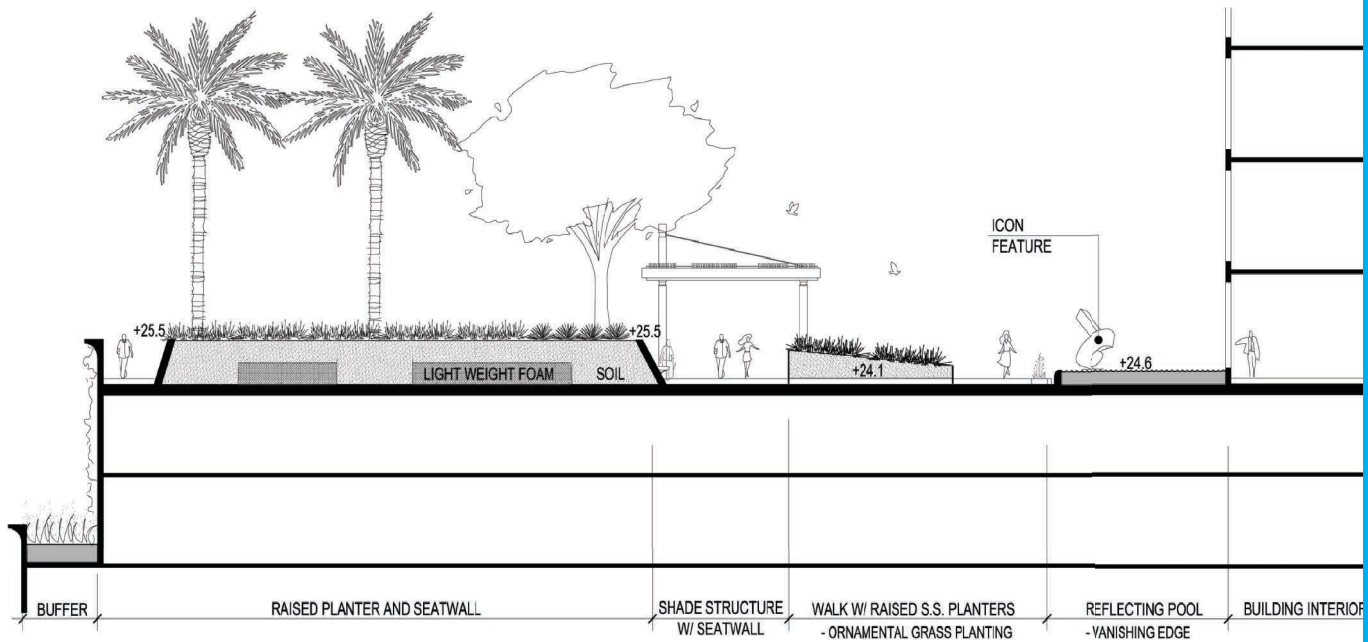 ICON
FEATURE
+25.5
+25.5
LIGHT WEIGHT FOAM
SOIL
+24.1
+24.6
BUFFER
RAISED PLANTER AND SEATWALL
SHADE STRUCTURE
W/ SEATWALL
WALK W/ RAISED S.S. PLANTERS
- ORNAMENTAL GRASS PLANTING
REFLECTING POOL
- VANISHING EDGE
BUILDING INTERIOR